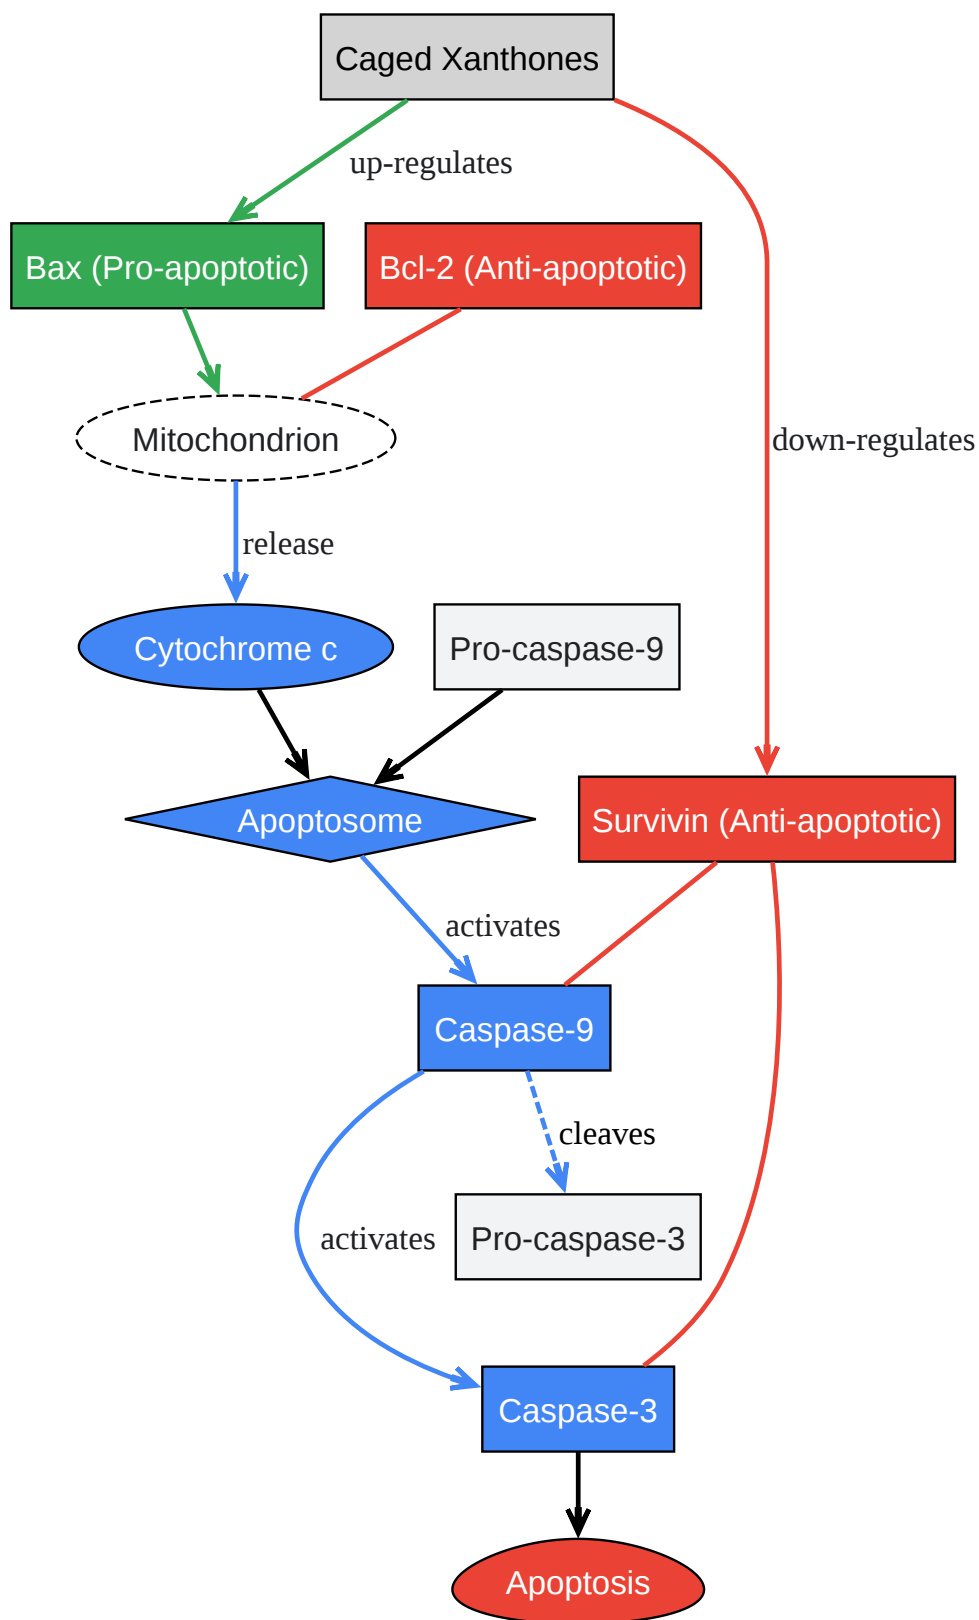 Caged Xanthones
up-regulates
Bax (Pro-apoptotic)
Bcl-2 (Anti-apoptotic)
Mitochondrion
down-regulates
release
Cytochrome c
Pro-caspase-9
Apoptosome
Survivin (Anti-apoptotic)
activates
Caspase-9
cleaves
activates
Pro-caspase-3
Caspase-3
Apoptosis